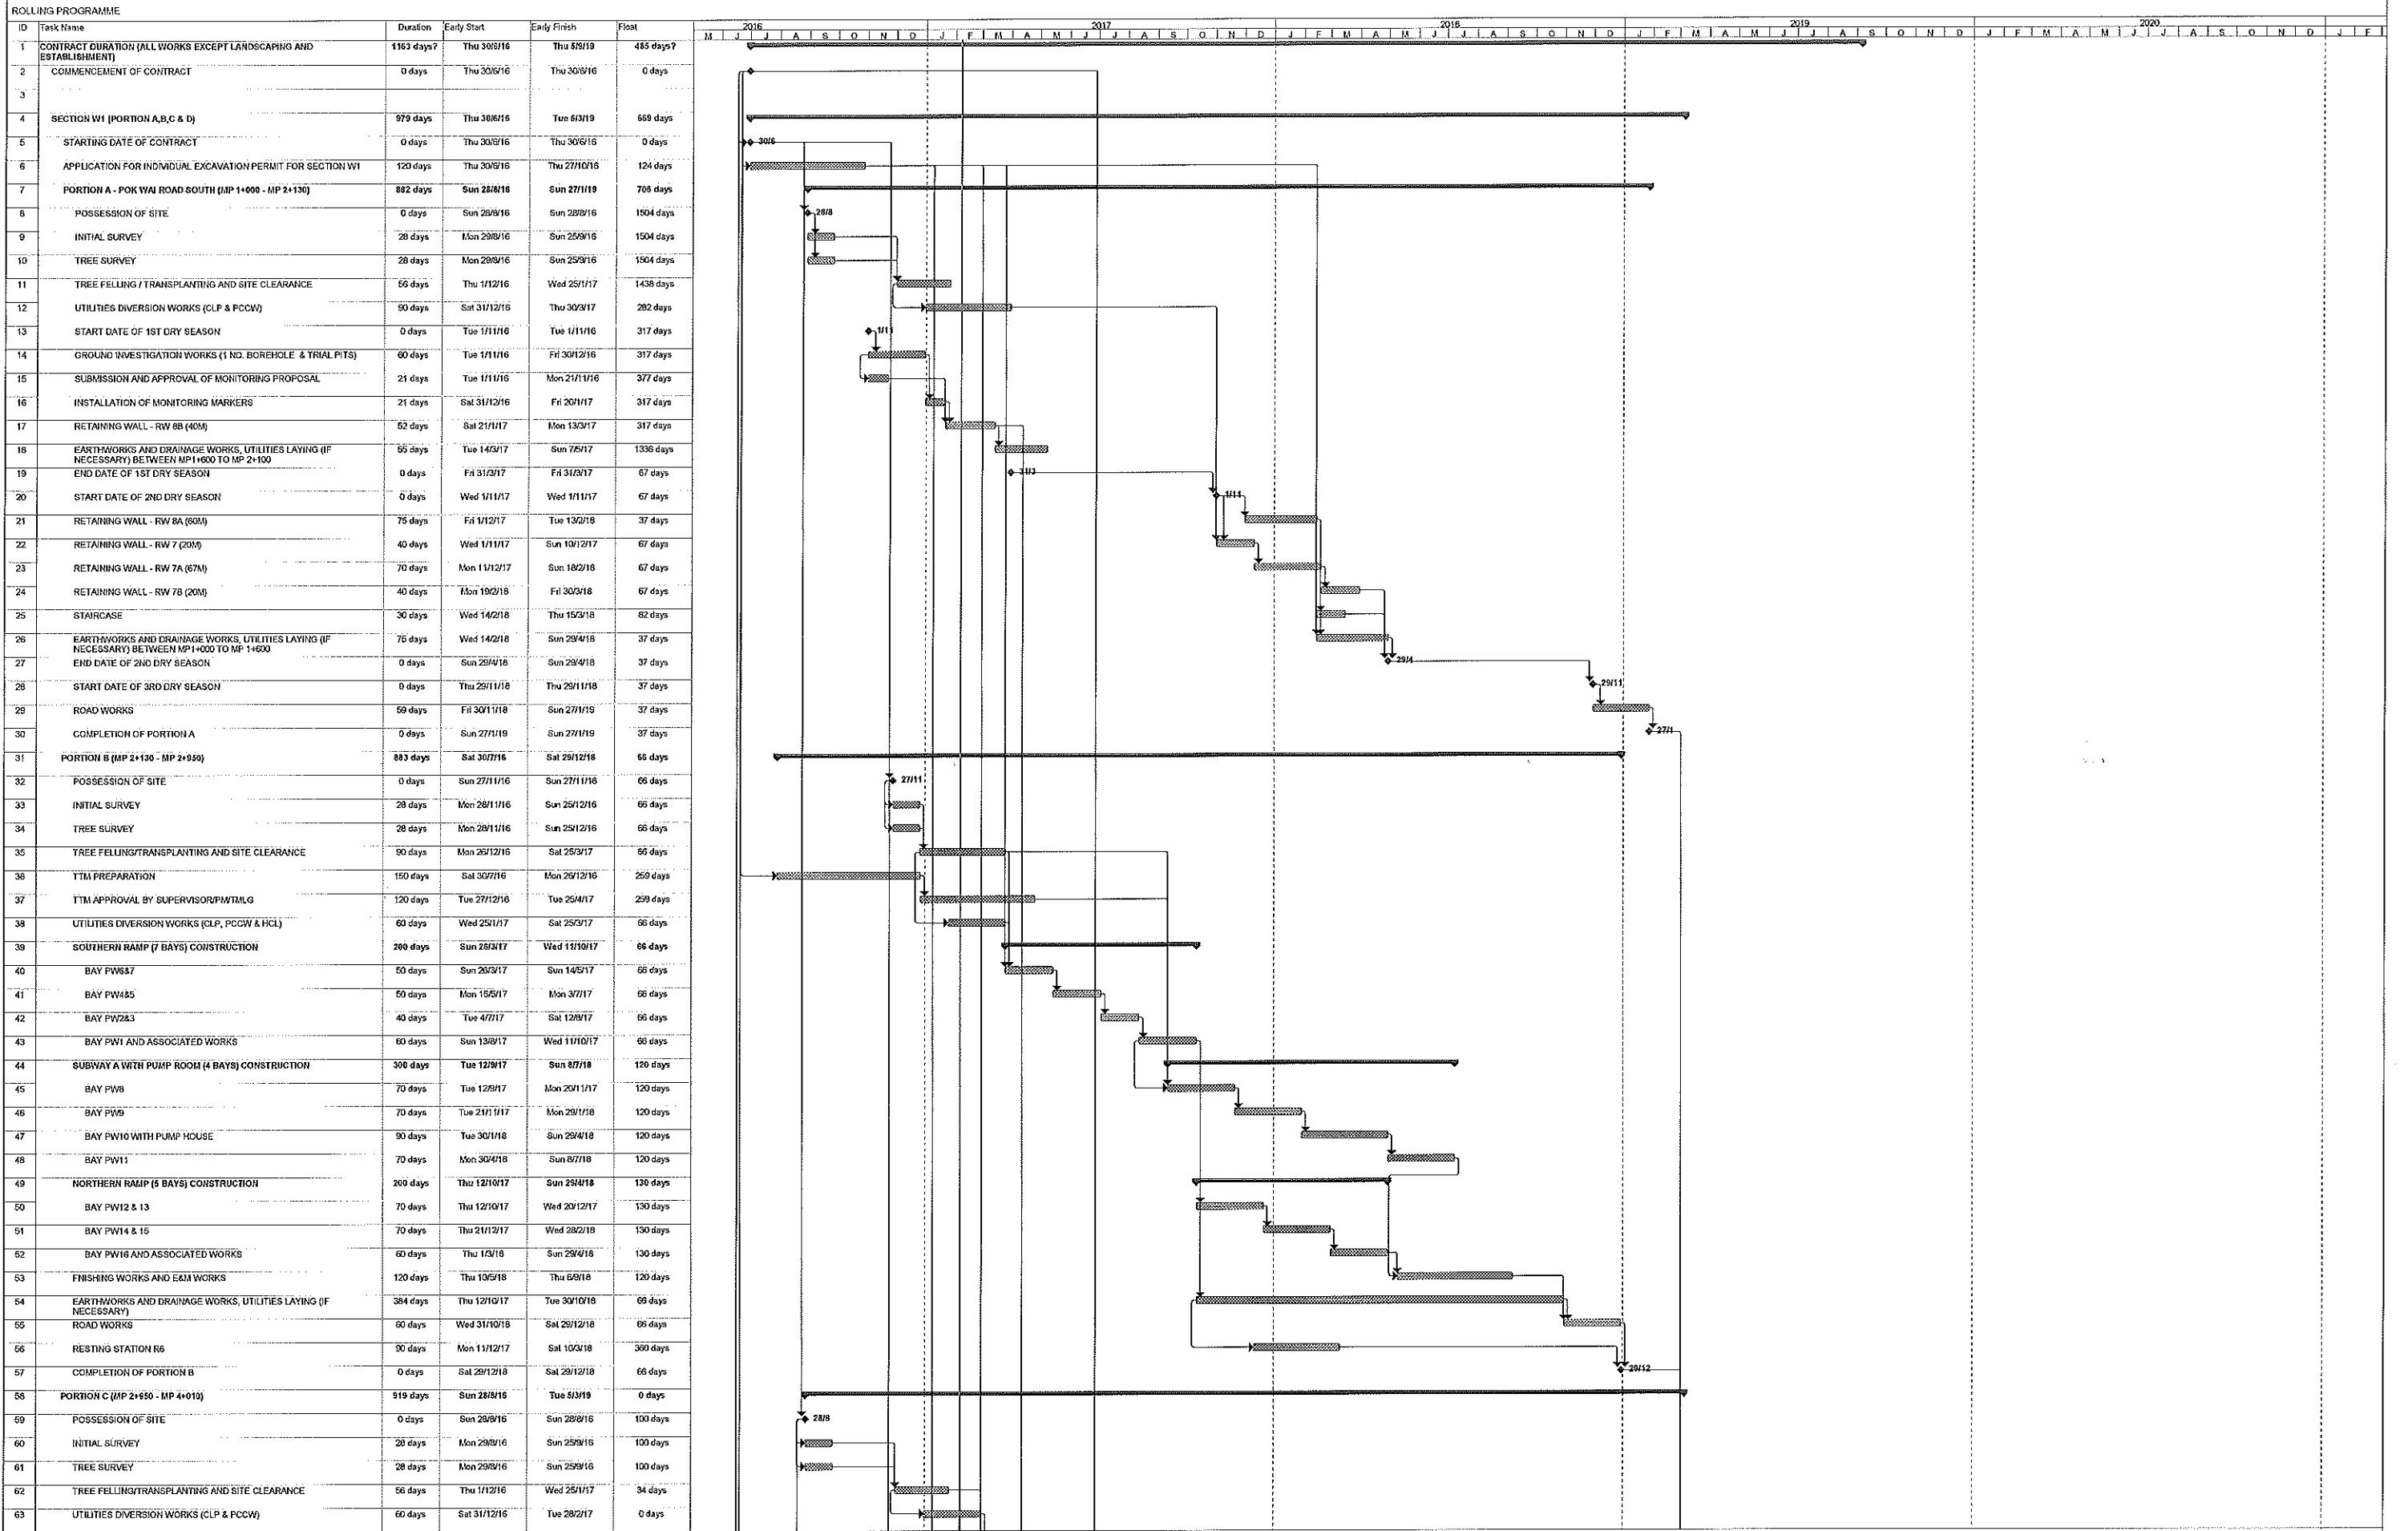 ROLLING PROGRAMME
ID Task Name Duration Early Start Early Finish Float
2016 2017 2018 2019 2020
M J J A S O N D J F M A M J J A S O N D J F M A M J J A S O N D J F M A M J J A S O N D J F M A M J J A S O N D J F
1 CONTRACT DURATION (ALL WORKS EXCEPT LANDSCAPING AND 1163 days? Thu 30/6/16 Thu 5/9/19 485 days?
ESTABLISHMENT)
2 COMMENCEMENT OF CONTRACT 0 days Thu 30/6/16 Thu 30/6/16 0 days
3
4 SECTION W1 (PORTION A,B,C & D) 979 days Thu 30/6/16 Tue 5/3/19 669 days
5 STARTING DATE OF CONTRACT 0 days Thu 30/6/16 Thu 30/6/16 0 days 30/6
6 APPLICATION FOR INDIVIDUAL EXCAVATION PERMIT FOR SECTION W1 120 days Thu 30/6/16 Thu 27/10/16 124 days
7 PORTION A - POK WAI ROAD SOUTH (MP 1+000 - MP 2+130) 882 days Sun 28/8/16 Sun 27/1/19 706 days
8 POSSESSION OF SITE 0 days Sun 28/8/16 Sun 28/8/16 1504 days 28/8
9 INITIAL SURVEY 28 days Mon 29/8/16 Sun 25/9/16 1504 days
10 TREE SURVEY 28 days Mon 29/8/16 Sun 25/9/16 1504 days
11 TREE FELLING / TRANSPLANTING AND SITE CLEARANCE 56 days Thu 1/12/16 Wed 25/1/17 1438 days
12 UTILITIES DIVERSION WORKS (CLP & PCCW) 90 days Sat 31/12/16 Thu 30/3/17 282 days
13 START DATE OF 1ST DRY SEASON 0 days Tue 1/11/16 Tue 1/11/16 317 days 1/11
14 GROUND INVESTIGATION WORKS (1 NO. BOREHOLE & TRIAL PITS) 60 days Tue 1/11/16 Fri 30/12/16 317 days
15 SUBMISSION AND APPROVAL OF MONITORING PROPOSAL 21 days Tue 1/11/16 Mon 21/11/16 377 days
16 INSTALLATION OF MONITORING MARKERS 21 days Sat 31/12/16 Fri 20/1/17 317 days
17 RETAINING WALL - RW 8B (40M) 52 days Sat 21/1/17 Mon 13/3/17 317 days
18 EARTHWORKS AND DRAINAGE WORKS, UTILITIES LAYING (IF 55 days Tue 14/3/17 Sun 7/5/17 1336 days
NECESSARY) BETWEEN MP1+600 TO MP 2+100
19 END DATE OF 1ST DRY SEASON 0 days Fri 31/3/17 Fri 31/3/17 67 days 31/3
20 START DATE OF 2ND DRY SEASON 0 days Wed 1/11/17 Wed 1/11/17 67 days 1/11
21 RETAINING WALL - RW 8A (60M) 75 days Fri 1/12/17 Tue 13/2/18 37 days
22 RETAINING WALL - RW 7 (20M) 40 days Wed 1/11/17 Sun 10/12/17 67 days
23 RETAINING WALL - RW 7A (67M) 70 days Mon 11/12/17 Sun 18/2/18 67 days
24 RETAINING WALL - RW 7B (20M) 40 days Mon 19/2/18 Fri 30/3/18 67 days
25 STAIRCASE 30 days Wed 14/2/18 Thu 15/3/18 82 days
26 EARTHWORKS AND DRAINAGE WORKS, UTILITIES LAYING (IF 75 days Wed 14/2/18 Sun 29/4/18 37 days
NECESSARY) BETWEEN MP1+000 TO MP 1+600
27 END DATE OF 2ND DRY SEASON 0 days Sun 29/4/18 Sun 29/4/18 37 days 29/4
28 START DATE OF 3RD DRY SEASON 0 days Thu 29/11/18 Thu 29/11/18 37 days 29/11
29 ROAD WORKS 59 days Fri 30/11/18 Sun 27/1/19 37 days
30 COMPLETION OF PORTION A 0 days Sun 27/1/19 Sun 27/1/19 37 days 27/1
31 PORTION B (MP 2+130 - MP 2+950) 883 days Sat 30/7/16 Sat 29/12/18 66 days
32 POSSESSION OF SITE 0 days Sun 27/11/16 Sun 27/11/16 66 days 27/11
33 INITIAL SURVEY 28 days Mon 28/11/16 Sun 25/12/16 66 days
34 TREE SURVEY 28 days Mon 28/11/16 Sun 25/12/16 66 days
35 TREE FELLING/TRANSPLANTING AND SITE CLEARANCE 90 days Mon 26/12/16 Sat 25/3/17 66 days
36 TTM PREPARATION 150 days Sat 30/7/16 Mon 26/12/16 259 days
37 TTM APPROVAL BY SUPERVISOR/PM/TMLG 120 days Tue 27/12/16 Tue 25/4/17 259 days
38 UTILITIES DIVERSION WORKS (CLP, PCCW & HCL) 60 days Wed 25/1/17 Sat 25/3/17 66 days
39 SOUTHERN RAMP (7 BAYS) CONSTRUCTION 200 days Sun 26/3/17 Wed 11/10/17 66 days
40 BAY PW6&7 50 days Sun 26/3/17 Sun 14/5/17 66 days
41 BAY PW4&5 50 days Mon 15/5/17 Mon 3/7/17 66 days
42 BAY PW2&3 40 days Tue 4/7/17 Sat 12/8/17 66 days
43 BAY PW1 AND ASSOCIATED WORKS 60 days Sun 13/8/17 Wed 11/10/17 66 days
44 SUBWAY A WITH PUMP ROOM (4 BAYS) CONSTRUCTION 300 days Tue 12/9/17 Sun 8/7/18 120 days
45 BAY PW8 70 days Tue 12/9/17 Mon 20/11/17 120 days
46 BAY PW9 70 days Tue 21/11/17 Mon 29/1/18 120 days
47 BAY PW10 WITH PUMP HOUSE 90 days Tue 30/1/18 Sun 29/4/18 120 days
48 BAY PW11 70 days Mon 30/4/18 Sun 8/7/18 120 days
49 NORTHERN RAMP (5 BAYS) CONSTRUCTION 200 days Thu 12/10/17 Sun 29/4/18 130 days
50 BAY PW12 & 13 70 days Thu 12/10/17 Wed 20/12/17 130 days
51 BAY PW14 & 15 70 days Thu 21/12/17 Wed 28/2/18 130 days
52 BAY PW16 AND ASSOCIATED WORKS 60 days Thu 1/3/18 Sun 29/4/18 130 days
53 FNISHING WORKS AND E&M WORKS 120 days Thu 10/5/18 Thu 6/9/18 120 days
54 EARTHWORKS AND DRAINAGE WORKS, UTILITIES LAYING (IF 384 days Thu 12/10/17 Tue 30/10/18 66 days
NECESSARY)
55 ROAD WORKS 60 days Wed 31/10/18 Sat 29/12/18 66 days
56 RESTING STATION R6 90 days Mon 11/12/17 Sat 10/3/18 360 days
57 COMPLETION OF PORTION B 0 days Sat 29/12/18 Sat 29/12/18 66 days 29/12
58 PORTION C (MP 2+950 - MP 4+010) 919 days Sun 28/8/16 Tue 5/3/19 0 days
59 POSSESSION OF SITE 0 days Sun 28/8/16 Sun 28/8/16 100 days 28/8
60 INITIAL SURVEY 28 days Mon 29/8/16 Sun 25/9/16 100 days
61 TREE SURVEY 28 days Mon 29/8/16 Sun 25/9/16 100 days
62 TREE FELLING/TRANSPLANTING AND SITE CLEARANCE 56 days Thu 1/12/16 Wed 25/1/17 34 days
63 UTILITIES DIVERSION WORKS (CLP & PCCW) 60 days Sat 31/12/16 Tue 28/2/17 0 days